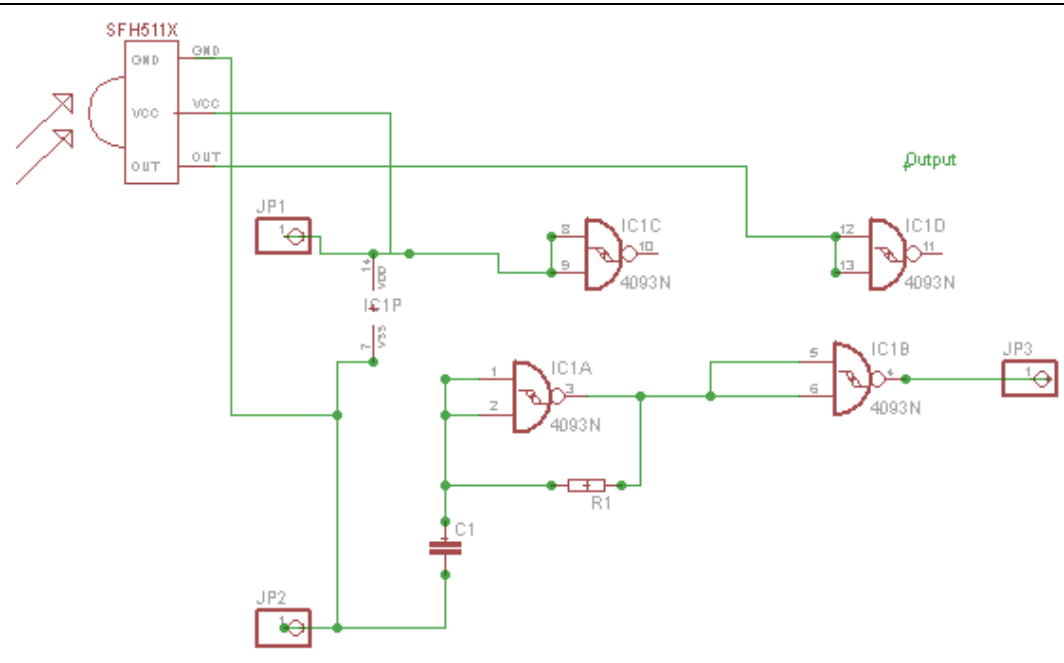 SFH511X
GND GND
VCC VCC
OUT OUT
Output
JP1
1
IC1C
8
9
10
4093N
IC1D
12
13
11
4093N
14
VDD
IC1P
VSS
7
IC1A
1
2
3
4093N
IC1B
5
6
4
4093N
JP3
1
R1
C1
JP2
1